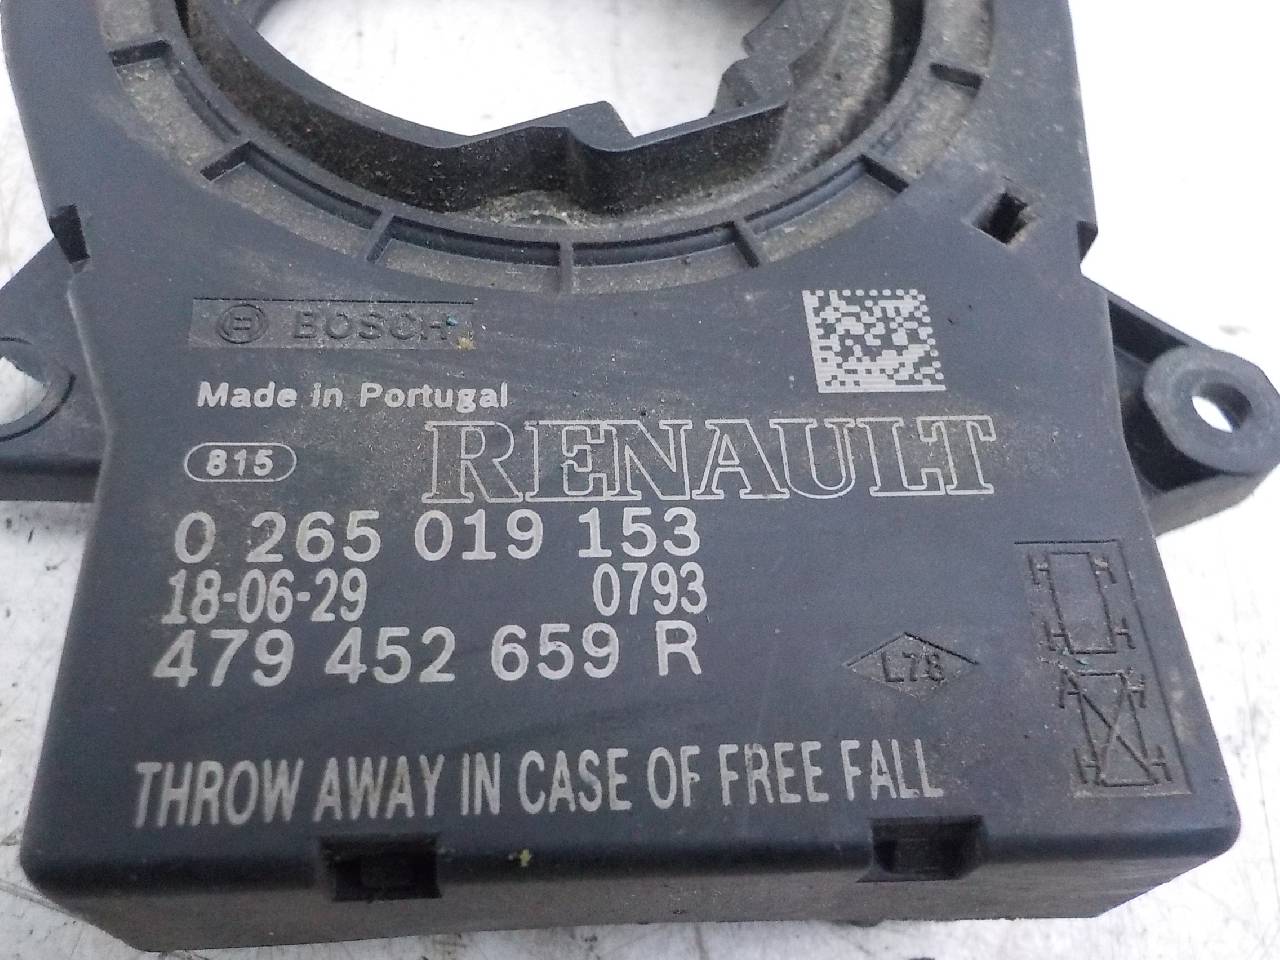 BOSCH
Made in Portugal
815
RENAULT
0 265 019 153
18-06-29 0793
479 452 659 R
L78
THROW AWAY IN CASE OF FREE FALL